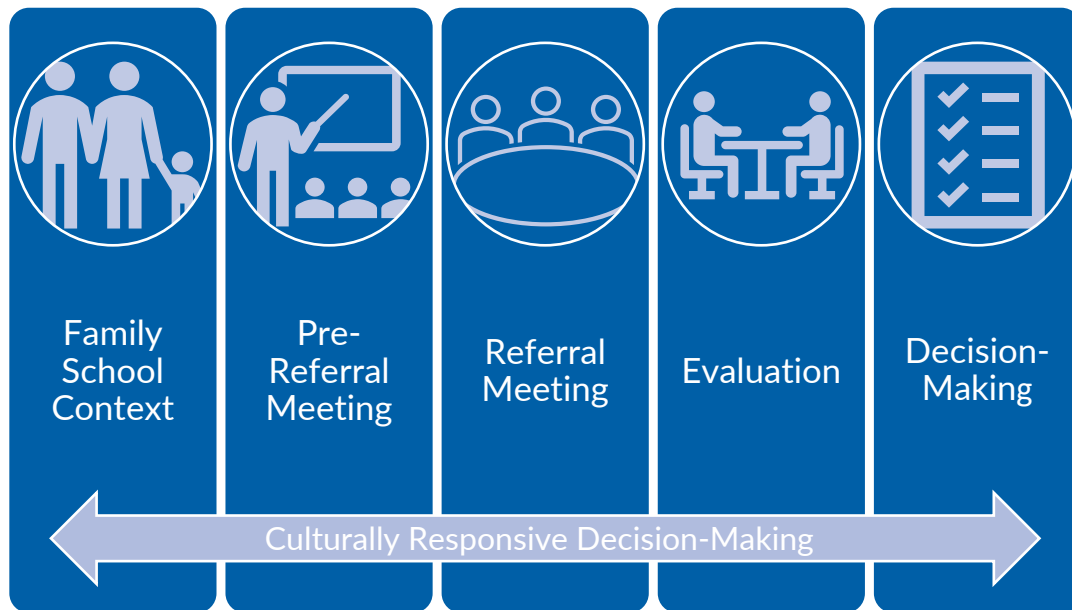 Family
School
Context
Pre-
Referral
Meeting
Referral
Meeting
Evaluation
Decision-
Making
Culturally Responsive Decision-Making